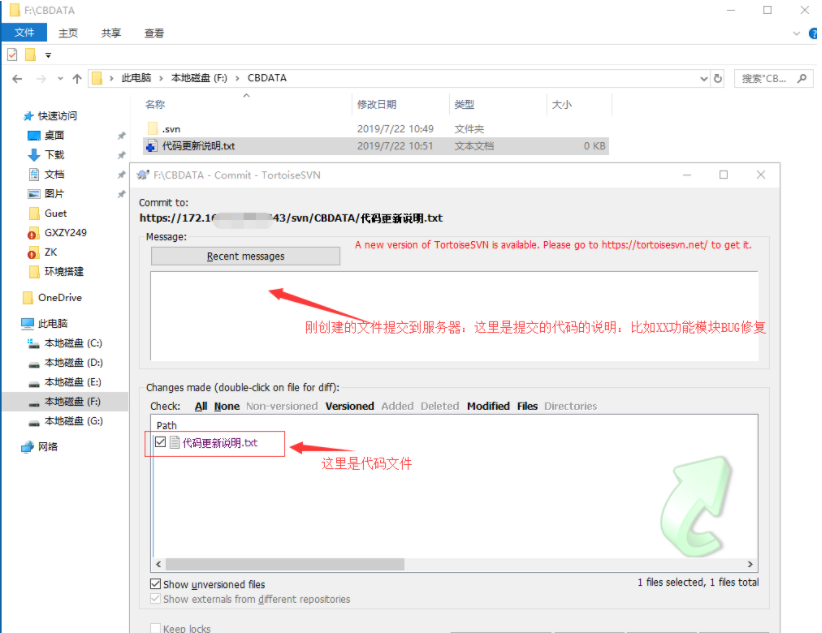 F:\CBDATA
文件 主页 共享 查看
此电脑 本地磁盘 (F:) CBDATA
搜索"CB...
名称 修改日期 类型 大小
快速访问
.svn 2019/7/22 10:49 文件夹
桌面
代码更新说明.txt 2019/7/22 10:51 文本文档 0 KB
下载
文档
图片
Guet
GXZY249
ZK
环境搭建
OneDrive
此电脑
本地磁盘 (C:)
本地磁盘 (D:)
本地磁盘 (E:)
本地磁盘 (F:)
本地磁盘 (G:)
网络
F:\CBDATA - Commit - TortoiseSVN
Commit to:
https://172.16 43/svn/CBDATA/代码更新说明.txt
Message:
A new version of TortoiseSVN is available. Please go to https://tortoisesvn.net/ to get it.
Recent messages
刚创建的文件提交到服务器：这里是提交的代码的说明：比如XX功能模块BUG修复
Changes made (double-click on file for diff):
Check: All None Non-versioned Versioned Added Deleted Modified Files Directories
Path
代码更新说明.txt
这里是代码文件
Show unversioned files
1 files selected, 1 files total
Show externals from different repositories
Keep locks